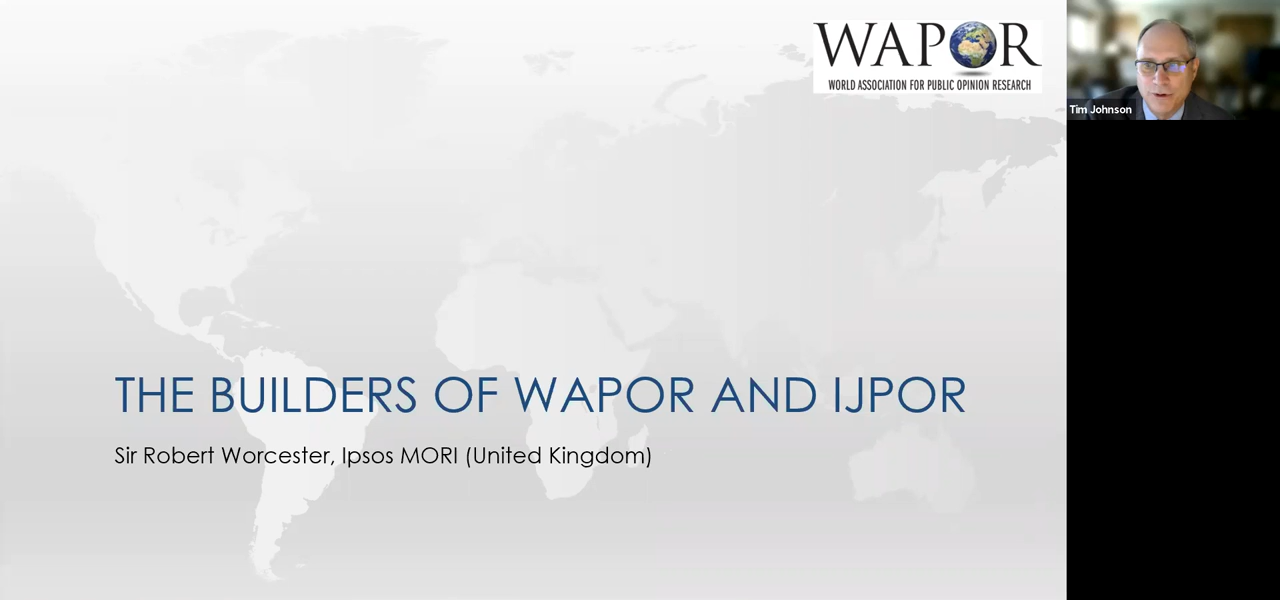 WAPOR
WORLD ASSOCIATION FOR PUBLIC OPINION RESEARCH
Tim Johnson
THE BUILDERS OF WAPOR AND IJPOR
Sir Robert Worcester, Ipsos MORI (United Kingdom)